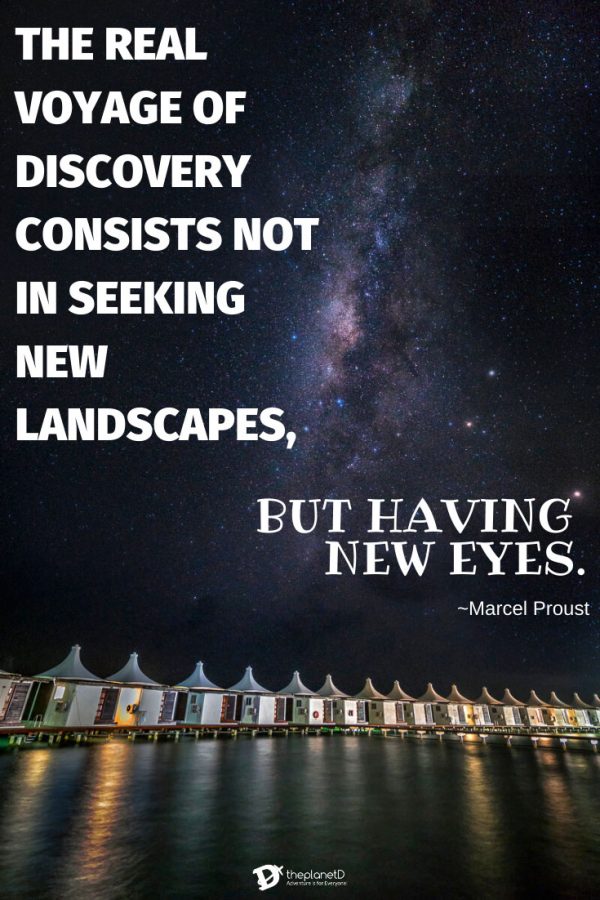 THE REAL
VOYAGE OF
DISCOVERY
CONSISTS NOT
IN SEEKING
NEW
LANDSCAPES,
BUT HAVING
NEW EYES.
~Marcel Proust
theplanetD
Adventure is for Everyone